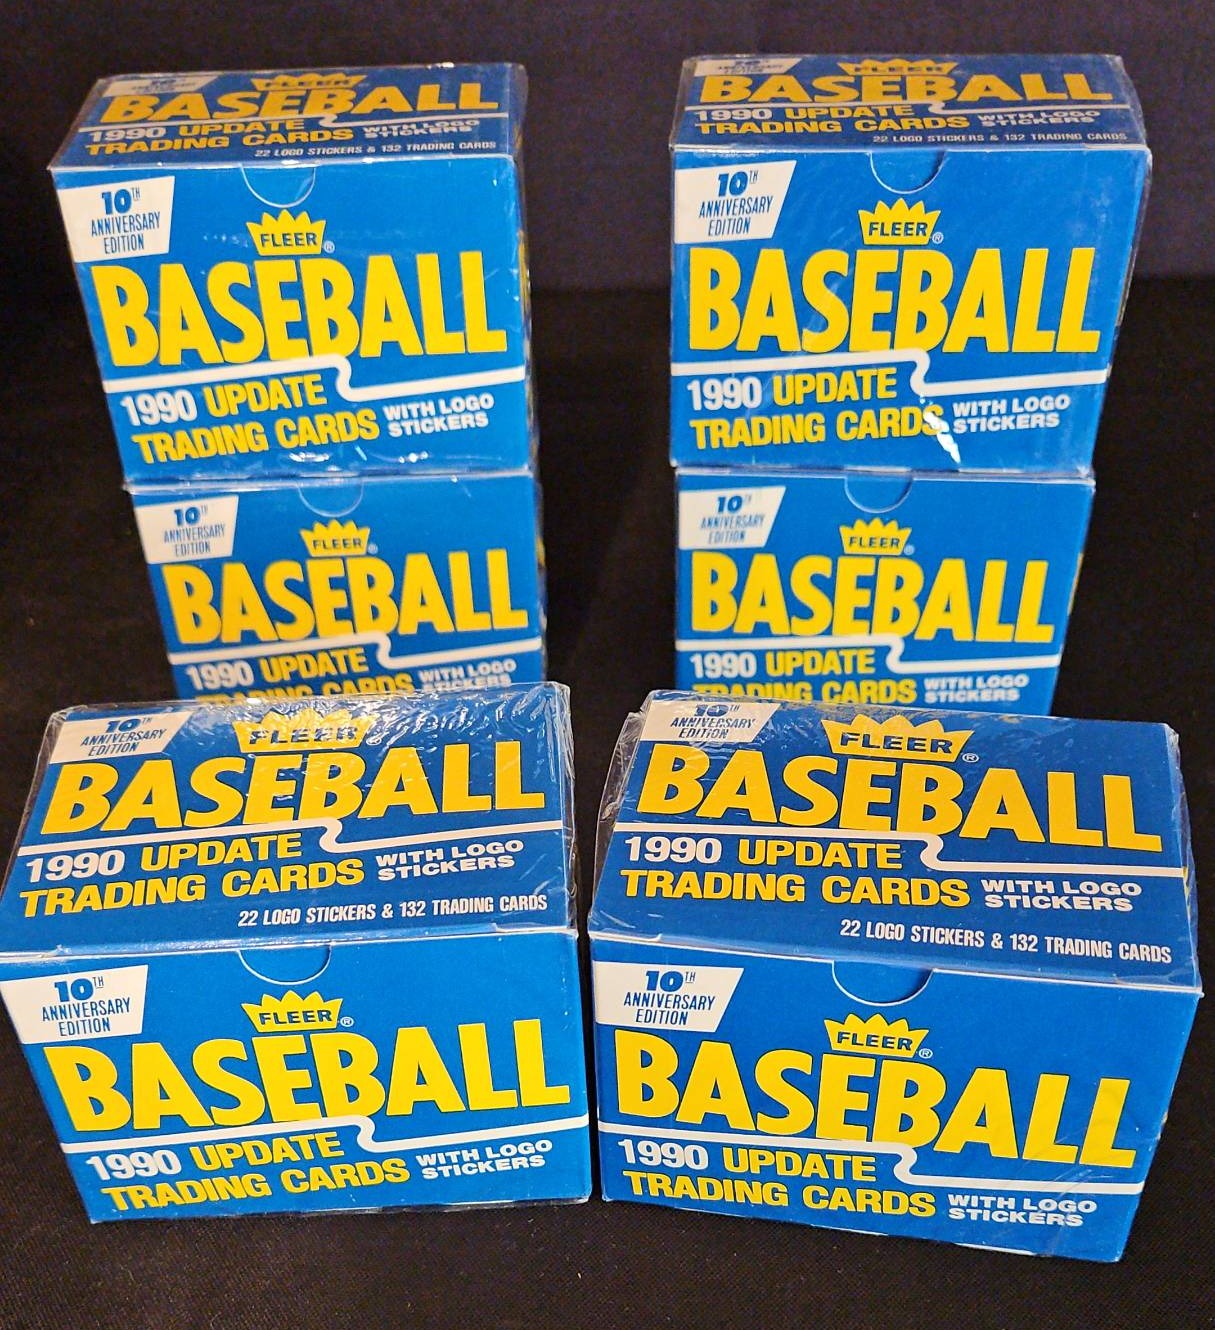 10TH
ANNIVERSARY
EDITION
FLEER
BASEBALL
1990 UPDATE
TRADING CARDS WITH LOGO
STICKERS
22 LOGO STICKERS & 132 TRADING CARDS
10TH
ANNIVERSARY
EDITION
FLEER®
BASEBALL
1990 UPDATE
TRADING CARDS WITH LOGO
STICKERS
10TH
ANNIVERSARY
EDITION
FLEER®
BASEBALL
1990 UPDATE
TRADING CARDS WITH LOGO
STICKERS
ANNIVERSARY
EDITION
FLEER
BASEBALL
1990 UPDATE
TRADING CARDS WITH LOGO
STICKERS
22 LOGO STICKERS & 132 TRADING CARDS
10TH
ANNIVERSARY
EDITION
FLEER®
BASEBALL
1990 UPDATE
TRADING CARDS WITH LOGO
STICKERS
10TH
ANNIVERSARY
EDITION
FLEER®
BASEBALL
1990 UPDATE
TRADING CARDS WITH LOGO
STICKERS
10TH
ANNIVERSARY
EDITION
FLEER®
BASEBALL
1990 UPDATE
TRADING CARDS WITH LOGO
STICKERS
22 LOGO STICKERS & 132 TRADING CARDS
10TH
ANNIVERSARY
EDITION
FLEER®
BASEBALL
1990 UPDATE
TRADING CARDS WITH LOGO
STICKERS
10TH
ANNIVERSARY
EDITION
FLEER®
BASEBALL
1990 UPDATE
TRADING CARDS WITH LOGO
STICKERS
22 LOGO STICKERS & 132 TRADING CARDS
10TH
ANNIVERSARY
EDITION
FLEER®
BASEBALL
1990 UPDATE
TRADING CARDS WITH LOGO
STICKERS